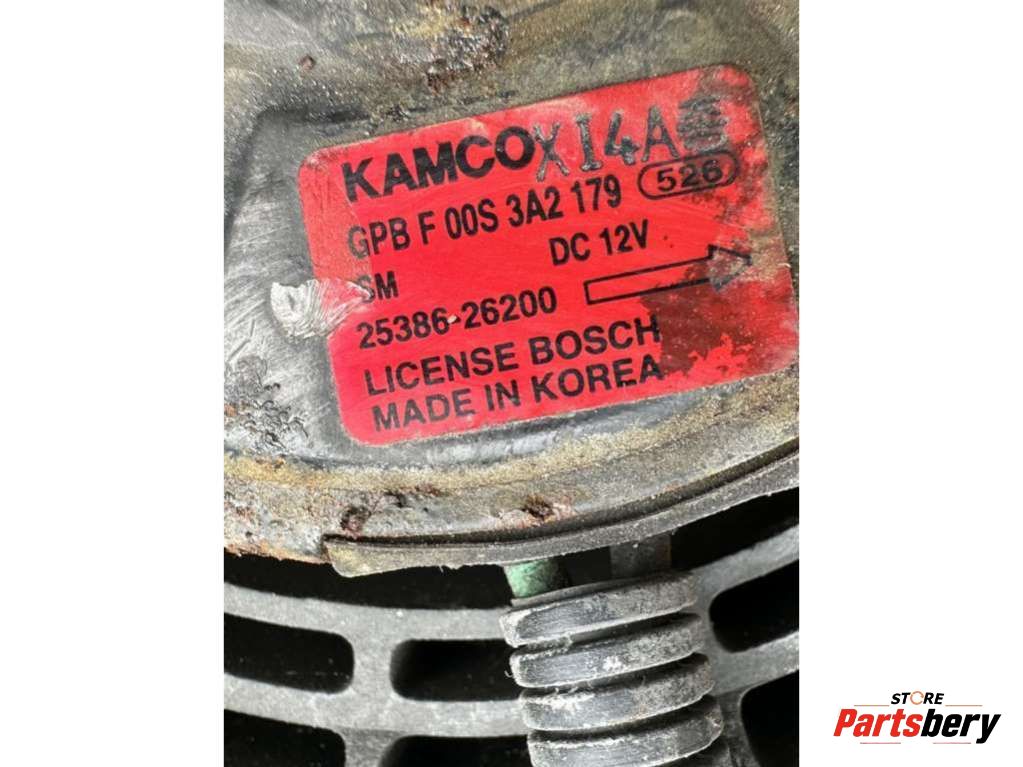 KAMCO X I4A
GPB F 00S 3A2 179 526
SM DC 12V
25386-26200
LICENSE BOSCH
MADE IN KOREA
STORE
Partsbery